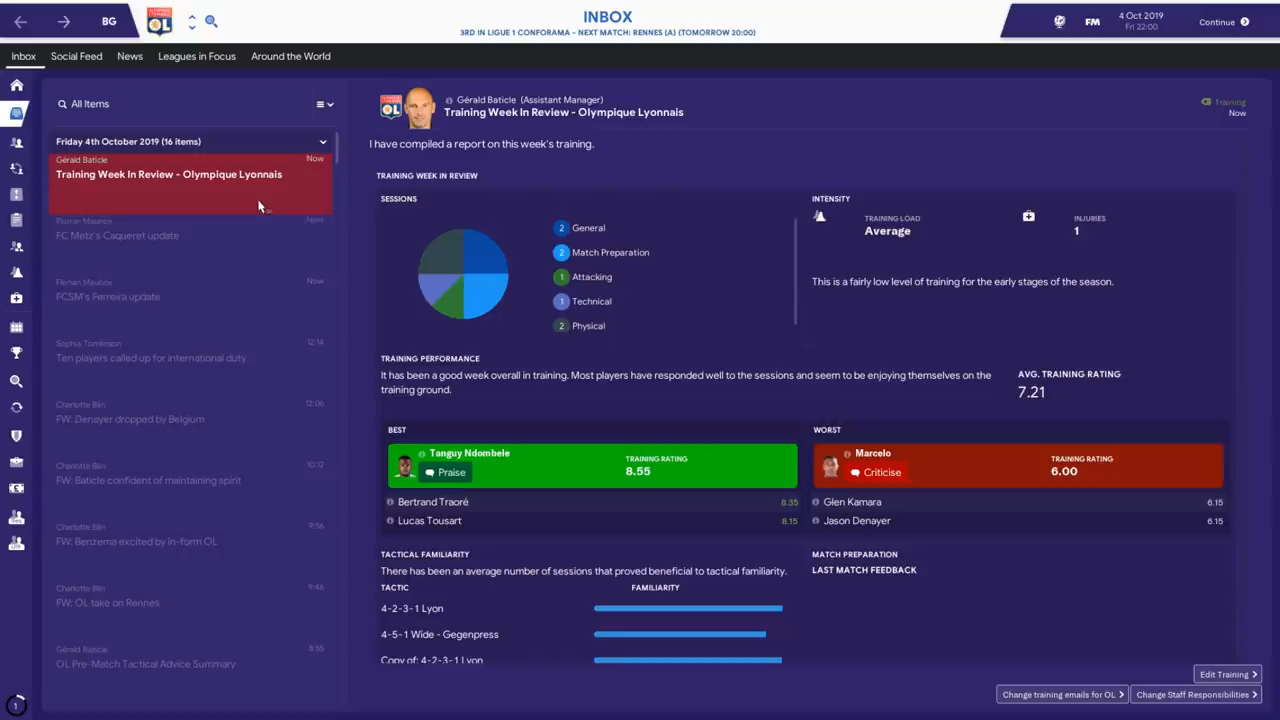 BG
INBOX
3RD IN LIGUE 1 CONFORAMA - NEXT MATCH: RENNES (A) (TOMORROW 20:00)
FM
4 Oct 2019
Fri 22:00
Continue
Inbox
Social Feed
News
Leagues in Focus
Around the World
All Items
Friday 4th October 2019 (16 items)
Gérald Baticle
Now
Training Week In Review - Olympique Lyonnais
Florian Maurice
Now
FC Metz's Caqueret update
Florian Maurice
Now
FCSM's Ferreira update
Sophia Tomlinson
12:14
Ten players called up for international duty
Charlotte Blin
12:06
FW: Denayer dropped by Belgium
Charlotte Blin
10:12
FW: Baticle confident of maintaining spirit
Charlotte Blin
9:56
FW: Benzema excited by in-form OL
Charlotte Blin
9:46
FW: OL take on Rennes
Gérald Baticle
8:55
OL Pre-Match Tactical Advice Summary
1
Gérald Baticle (Assistant Manager)
Training Week In Review - Olympique Lyonnais
Training
Now
I have compiled a report on this week's training.
TRAINING WEEK IN REVIEW
SESSIONS
2 General
2 Match Preparation
1 Attacking
1 Technical
2 Physical
INTENSITY
TRAINING LOAD
Average
INJURIES
1
This is a fairly low level of training for the early stages of the season.
TRAINING PERFORMANCE
It has been a good week overall in training. Most players have responded well to the sessions and seem to be enjoying themselves on the
training ground.
AVG. TRAINING RATING
7.21
BEST
Tanguy Ndombele
Praise
TRAINING RATING
8.55
Bertrand Traoré 8.35
Lucas Tousart 8.15
WORST
Marcelo
Criticise
TRAINING RATING
6.00
Glen Kamara 6.15
Jason Denayer 6.15
TACTICAL FAMILIARITY
There has been an average number of sessions that proved beneficial to tactical familiarity.
TACTIC
FAMILIARITY
4-2-3-1 Lyon
4-5-1 Wide - Gegenpress
Copy of: 4-2-3-1 Lyon
MATCH PREPARATION
LAST MATCH FEEDBACK
Edit Training
Change training emails for OL
Change Staff Responsibilities